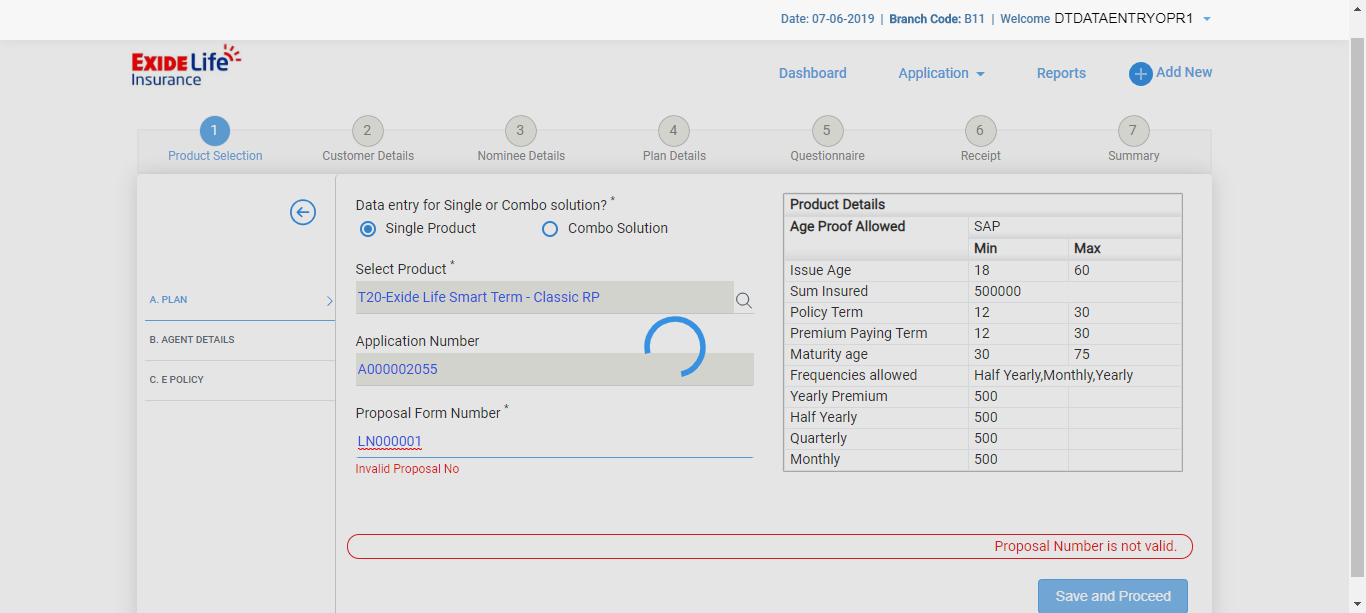 Date: 07-06-2019 | Branch Code: B11 | Welcome DTDATAENTRYOPR1
EXIDE Life
Insurance
Dashboard Application Reports Add New
1 2 3 4 5 6 7
Product Selection Customer Details Nominee Details Plan Details Questionnaire Receipt Summary
A. PLAN
B. AGENT DETAILS
C. E POLICY
Data entry for Single or Combo solution? *
Single Product Combo Solution
Select Product *
T20-Exide Life Smart Term - Classic RP
Application Number
A000002055
Proposal Form Number *
LN000001
Invalid Proposal No
Product Details
Age Proof Allowed SAP
Min Max
Issue Age 18 60
Sum Insured 500000
Policy Term 12 30
Premium Paying Term 12 30
Maturity age 30 75
Frequencies allowed Half Yearly,Monthly,Yearly
Yearly Premium 500
Half Yearly 500
Quarterly 500
Monthly 500
Proposal Number is not valid.
Save and Proceed